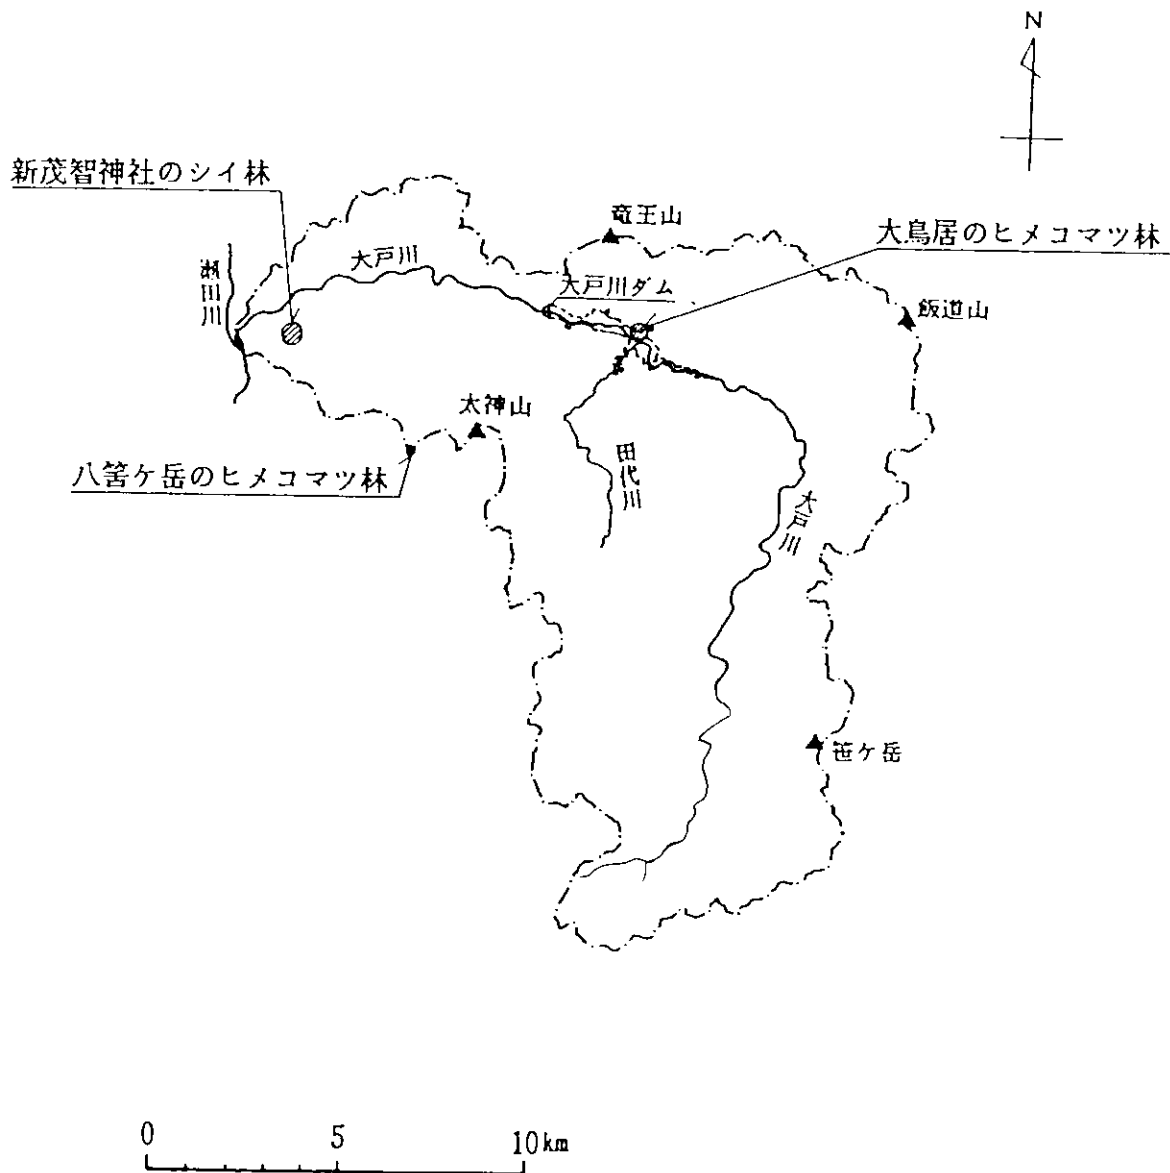 N
新茂智神社のシイ林
竜王山
大鳥居のヒメコマツ林
瀬田川
大戸川
大戸川ダム
飯道山
太神山
八筈ケ岳のヒメコマツ林
田代川
大戸川
笹ケ岳
0 5 10km